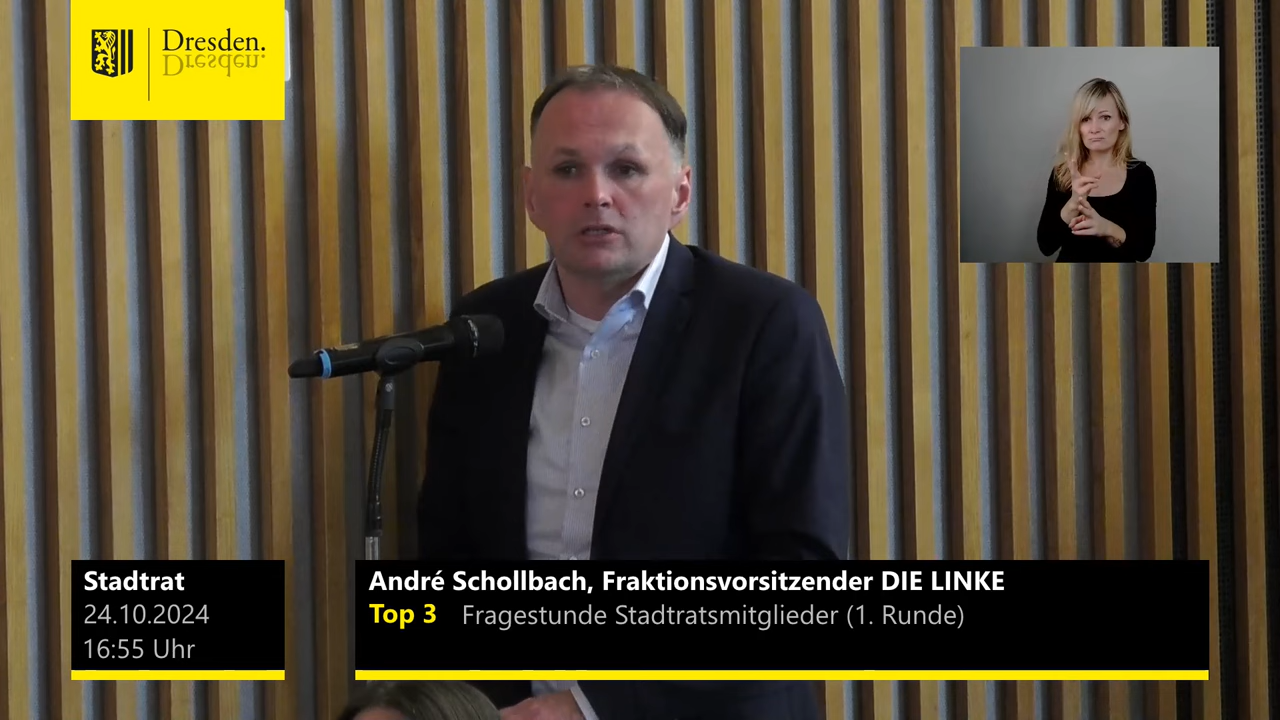 Dresden.
Stadtrat
24.10.2024
16:55 Uhr
André Schollbach, Fraktionsvorsitzender DIE LINKE
Top 3 Fragestunde Stadtratsmitglieder (1. Runde)